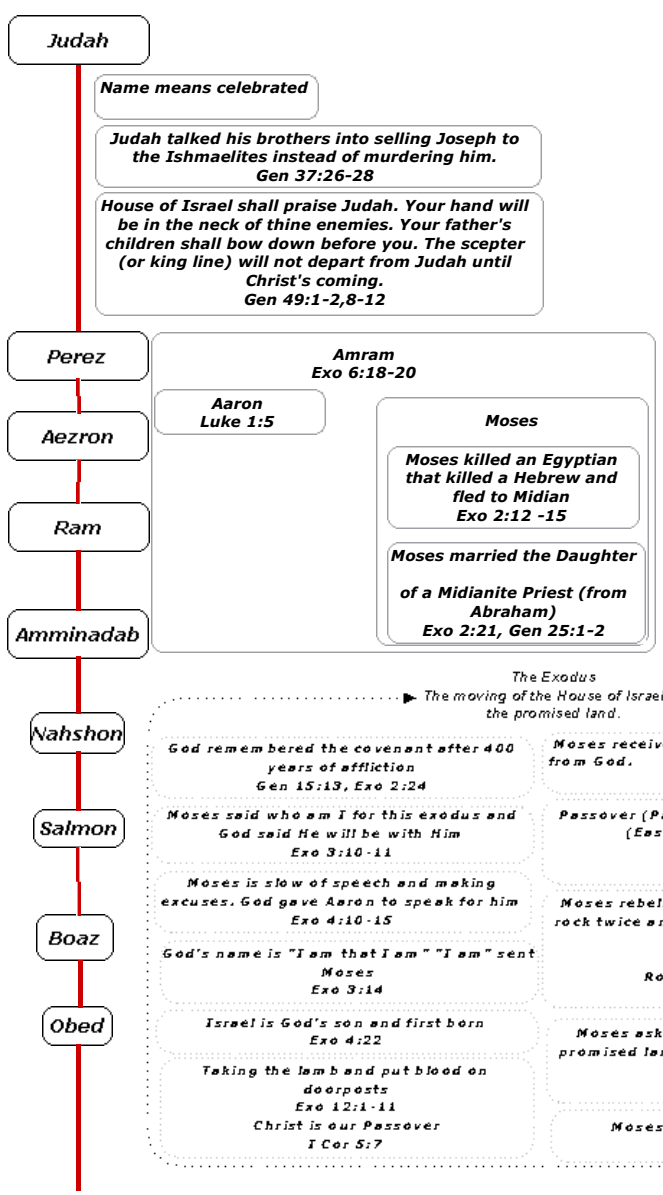 Judah
Name means celebrated
Judah talked his brothers into selling Joseph to
the Ishmaelites instead of murdering him.
Gen 37:26-28
House of Israel shall praise Judah. Your hand will
be in the neck of thine enemies. Your father's
children shall bow down before you. The scepter
(or king line) will not depart from Judah until
Christ's coming.
Gen 49:1-2,8-12
Perez
Aezron
Ram
Amminadab
Nahshon
Salmon
Boaz
Obed
Amram
Exo 6:18-20
Aaron
Luke 1:5
Moses
Moses killed an Egyptian
that killed a Hebrew and
fled to Midian
Exo 2:12 -15
Moses married the Daughter
of a Midianite Priest (from
Abraham)
Exo 2:21, Gen 25:1-2
The Exodus
The moving of the House of Israel
the promised land.
God remembered the covenant after 400
years of affliction
Gen 15:13, Exo 2:24
Moses said who am I for this exodus and
God said He will be with Him
Exo 3:10-11
Moses is slow of speech and making
excuses. God gave Aaron to speak for him
Exo 4:10-15
God's name is "I am that I am" "I am" sent
Moses
Exo 3:14
Israel is God's son and first born
Exo 4:22
Taking the lamb and put blood on
doorposts
Exo 12:1-11
Christ is our Passover
I Cor 5:7
Moses receiv
from God.
Passover (Pa
(Eas
Moses rebel
rock twice an
Ro
Moses ask
promised lan
Moses